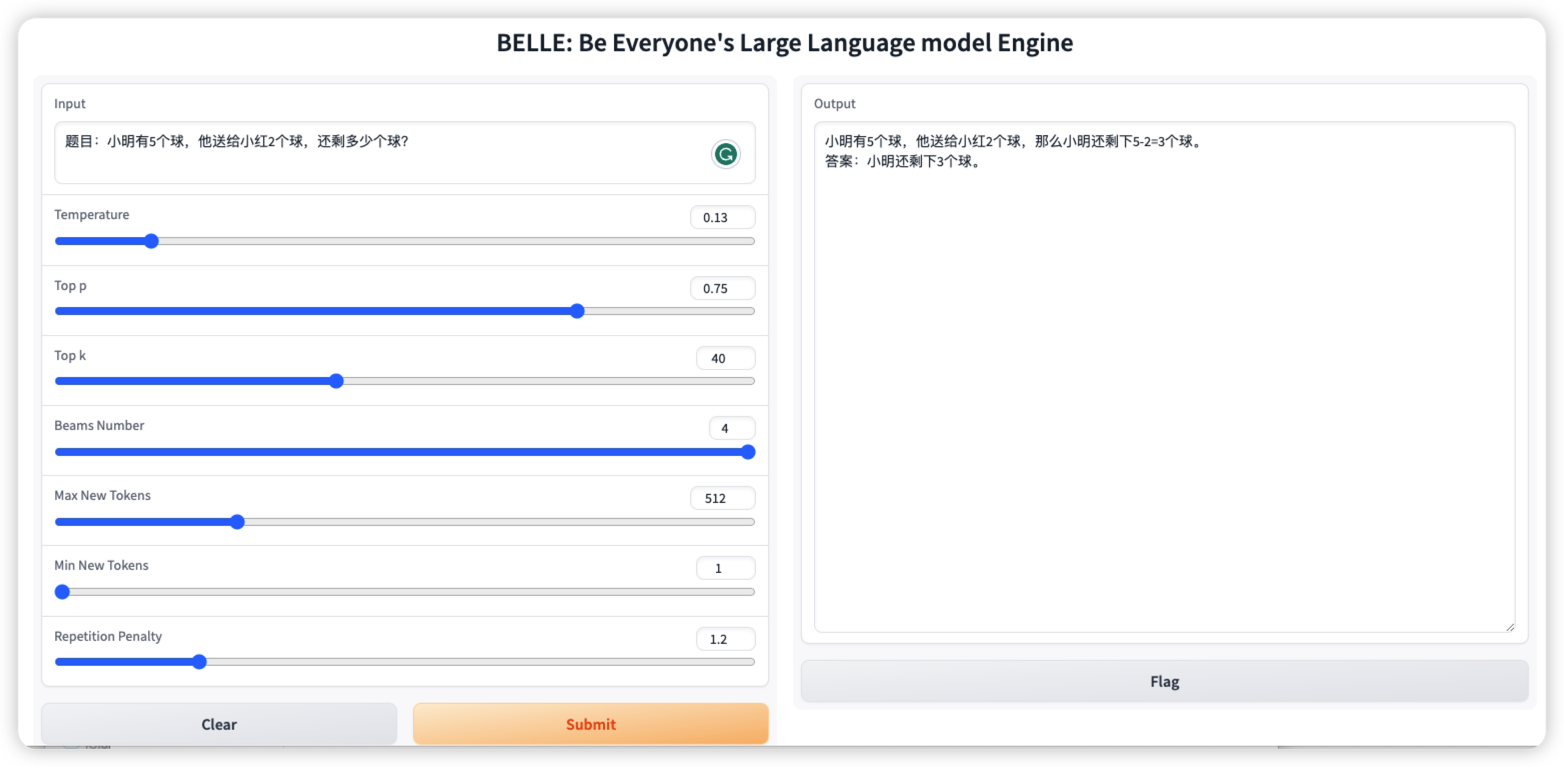 BELLE: Be Everyone's Large Language model Engine
Input
题目：小明有5个球，他送给小红2个球，还剩多少个球?
Temperature
0.13
Top p
0.75
Top k
40
Beams Number
4
Max New Tokens
512
Min New Tokens
1
Repetition Penalty
1.2
Clear
Submit
Output
小明有5个球，他送给小红2个球，那么小明还剩下5-2=3个球。
答案：小明还剩下3个球。
Flag